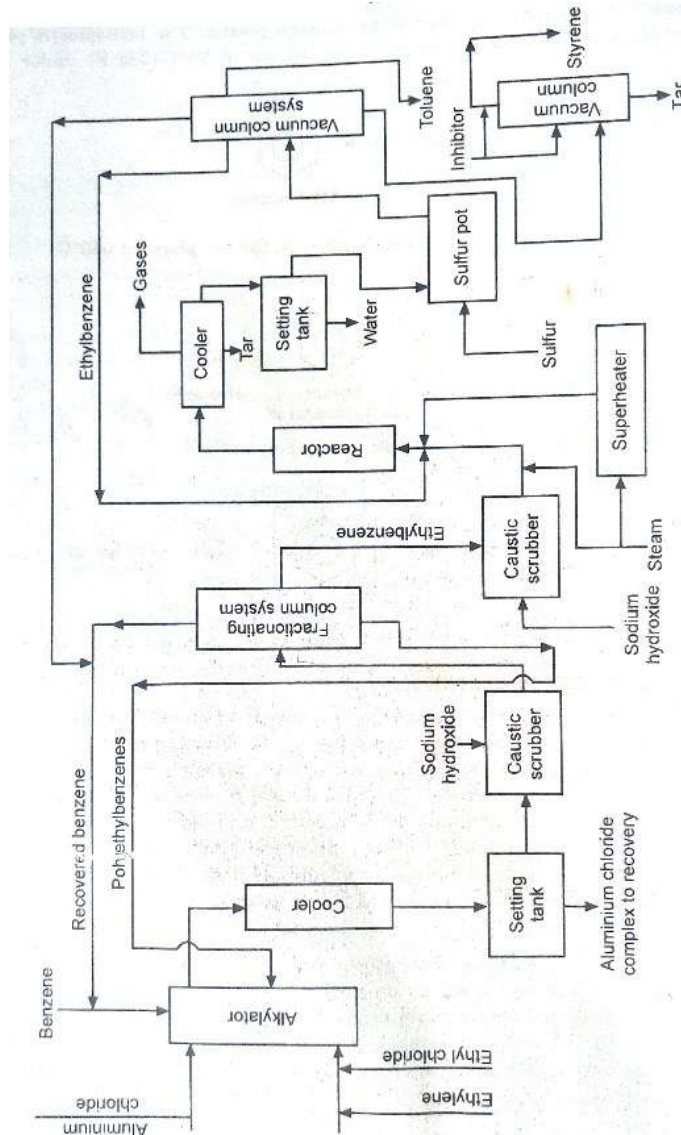 Aluminium
chloride
Benzene
Recovered benzene
Polyethylbenzenes
Alkylator
Ethylene
Ethyl chloride
Cooler
Setting
tank
Aluminium chloride
complex to recovery
Sodium
hydroxide
Caustic
scrubber
Fractionating
column system
Ethylbenzene
Sodium
hydroxide
Caustic
scrubber
Steam
Superheater
Reactor
Ethylbenzene
Cooler
Gases
Tar
Setting
tank
Water
Sulfur
Sulfur pot
Vacuum column
system
Toluene
Inhibitor
Vacuum
column
Styrene
Tar